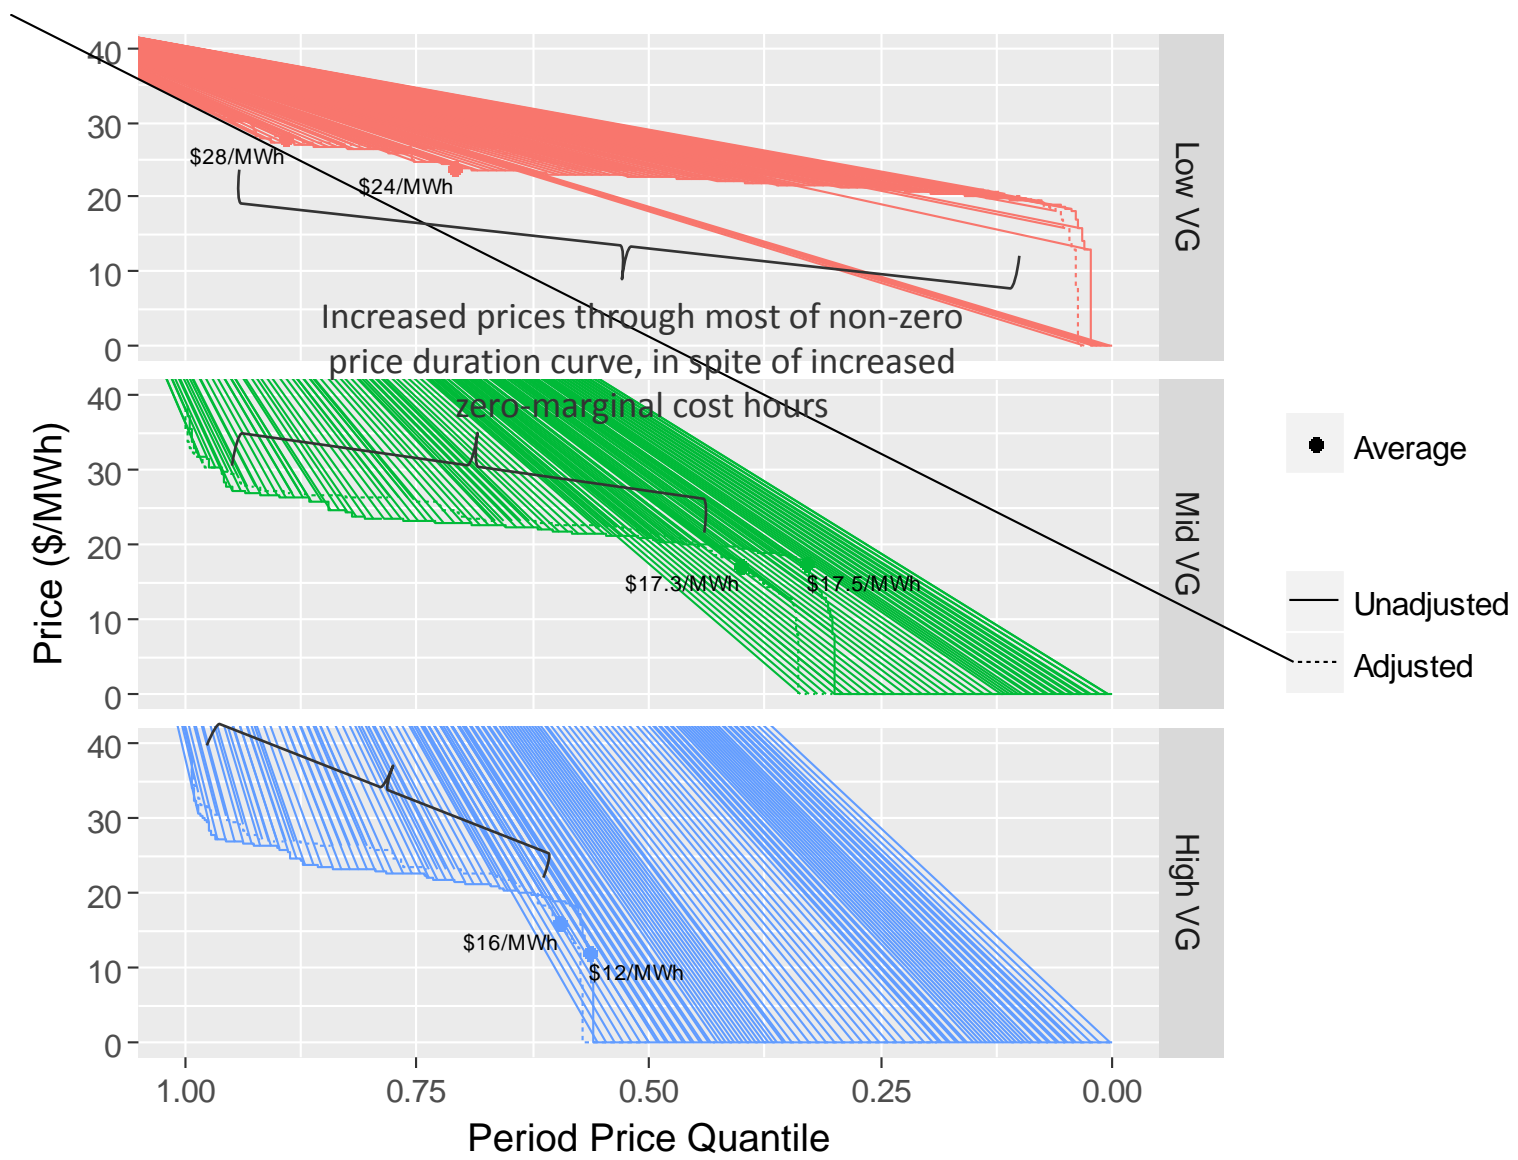 40
30
20
10
0
$28/MWh
$24/MWh
Low VG
Increased prices through most of non-zero
price duration curve, in spite of increased
zero-marginal cost hours
40
30
20
10
0
$17.3/MWh
$17.5/MWh
Mid VG
Price ($/MWh)
40
30
20
10
0
$16/MWh
$12/MWh
High VG
1.00
0.75
0.50
0.25
0.00
Period Price Quantile
Average
Unadjusted
Adjusted